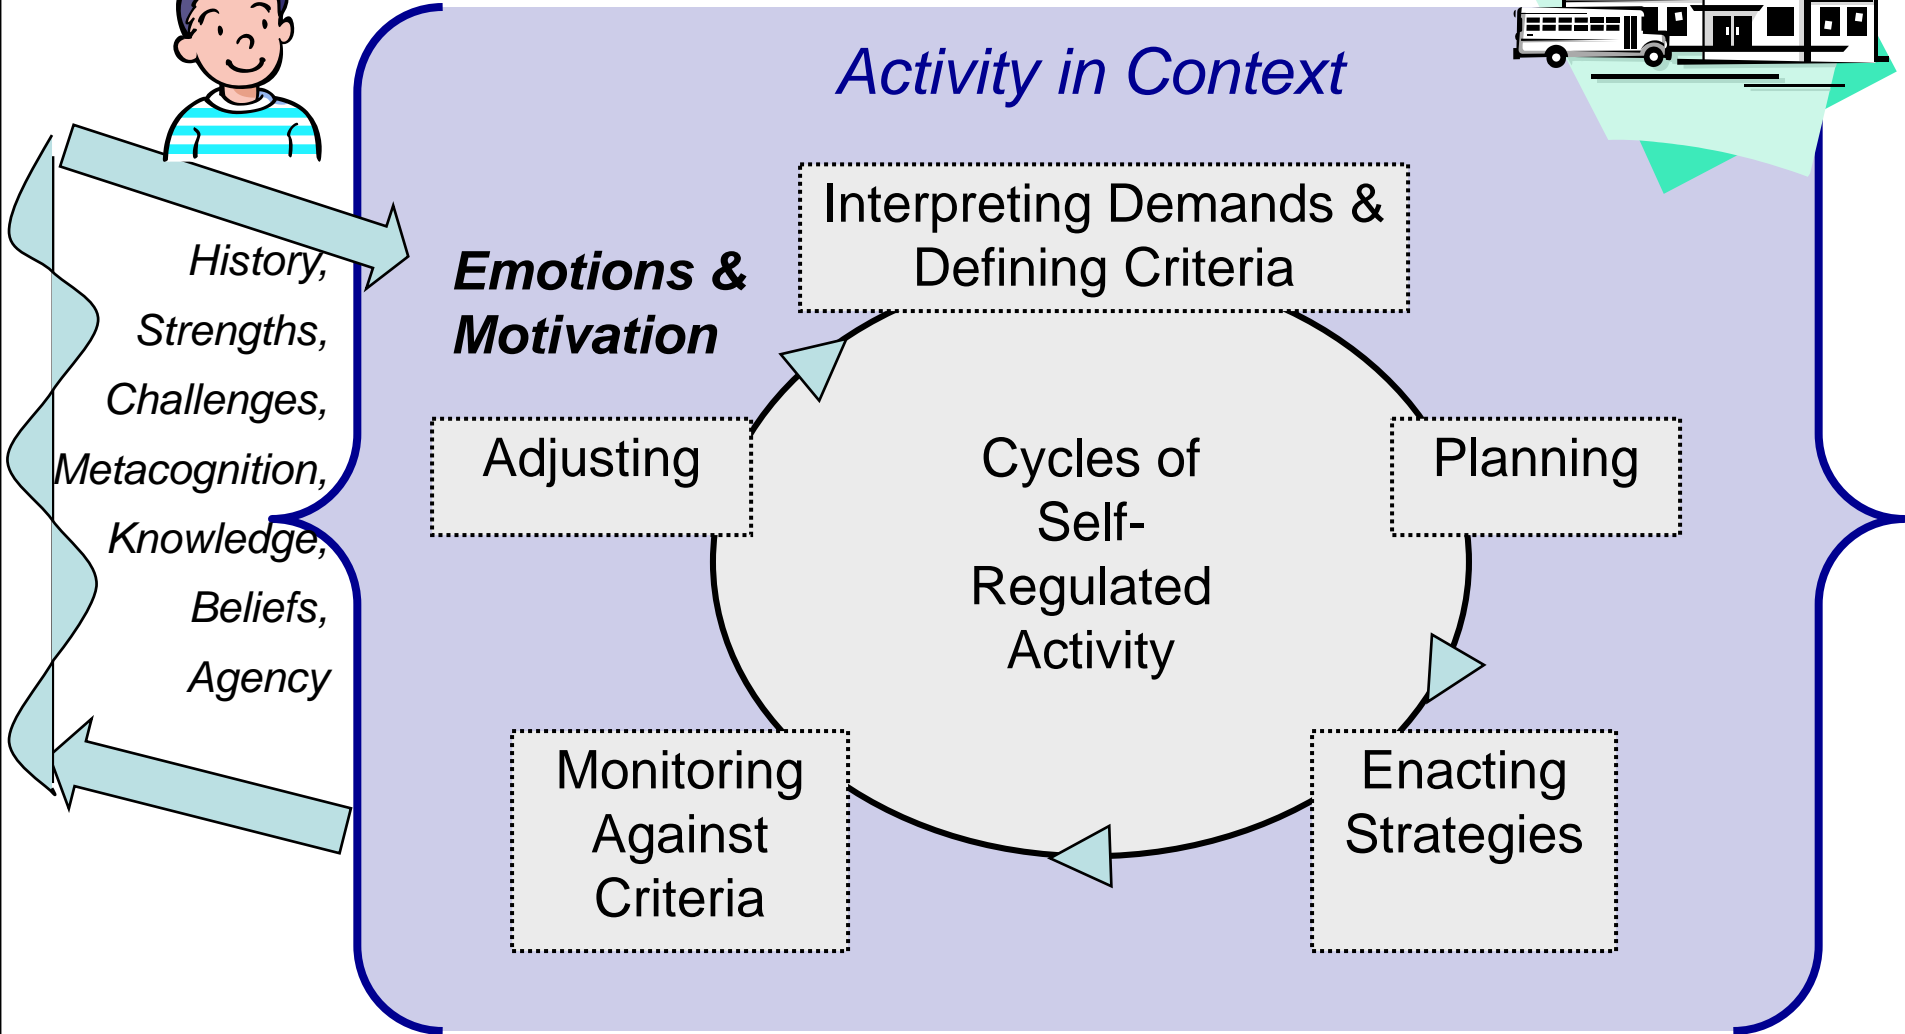 Activity in Context
Interpreting Demands &
Defining Criteria
Emotions &
Motivation
History,
Strengths,
Challenges,
Metacognition,
Knowledge,
Beliefs,
Agency
Adjusting
Cycles of
Self-
Regulated
Activity
Planning
Monitoring
Against
Criteria
Enacting
Strategies